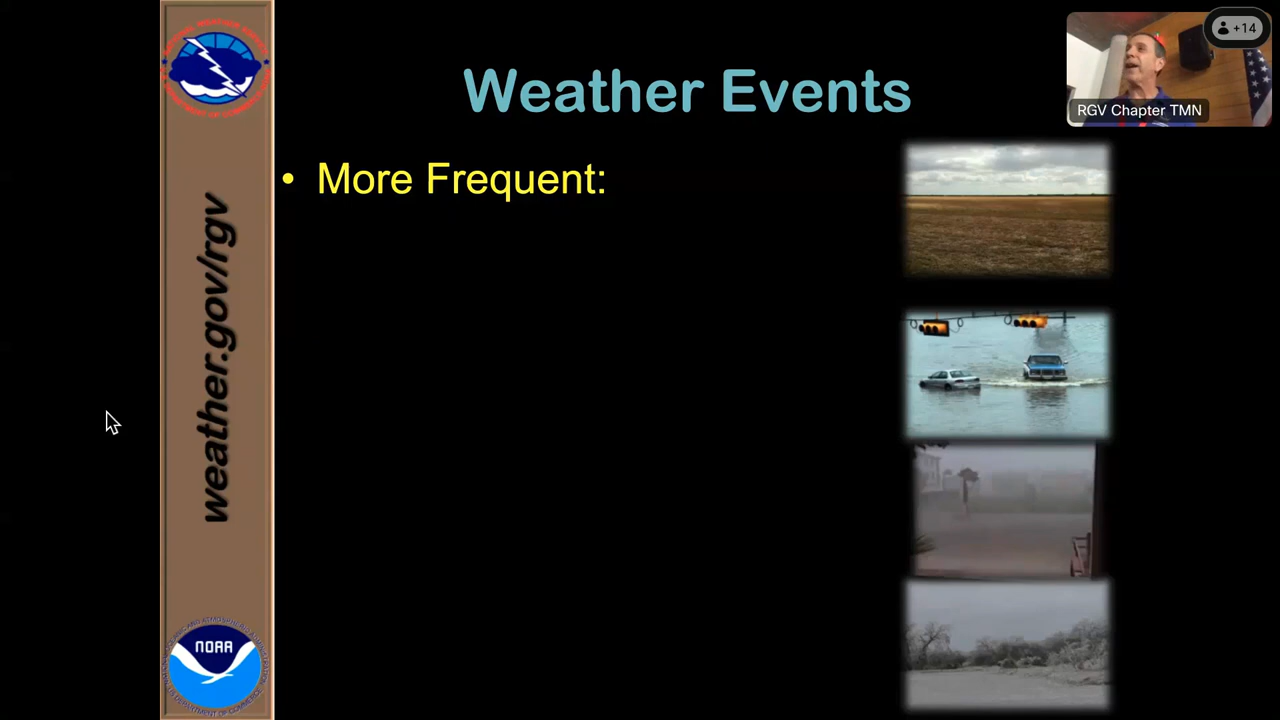 Weather Events
+14
RGV Chapter TMN
• More Frequent:
weather.gov/rgv
NOAA